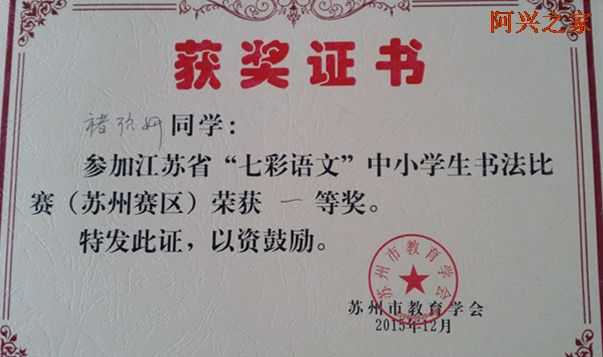 阿兴之家
获奖证书
褚 同学：
参加江苏省“七彩语文”中小学生书法比
赛（苏州赛区）荣获 一 等奖。
特发此证，以资鼓励。
苏州市教育学会
苏州市教育学会
2015年12月